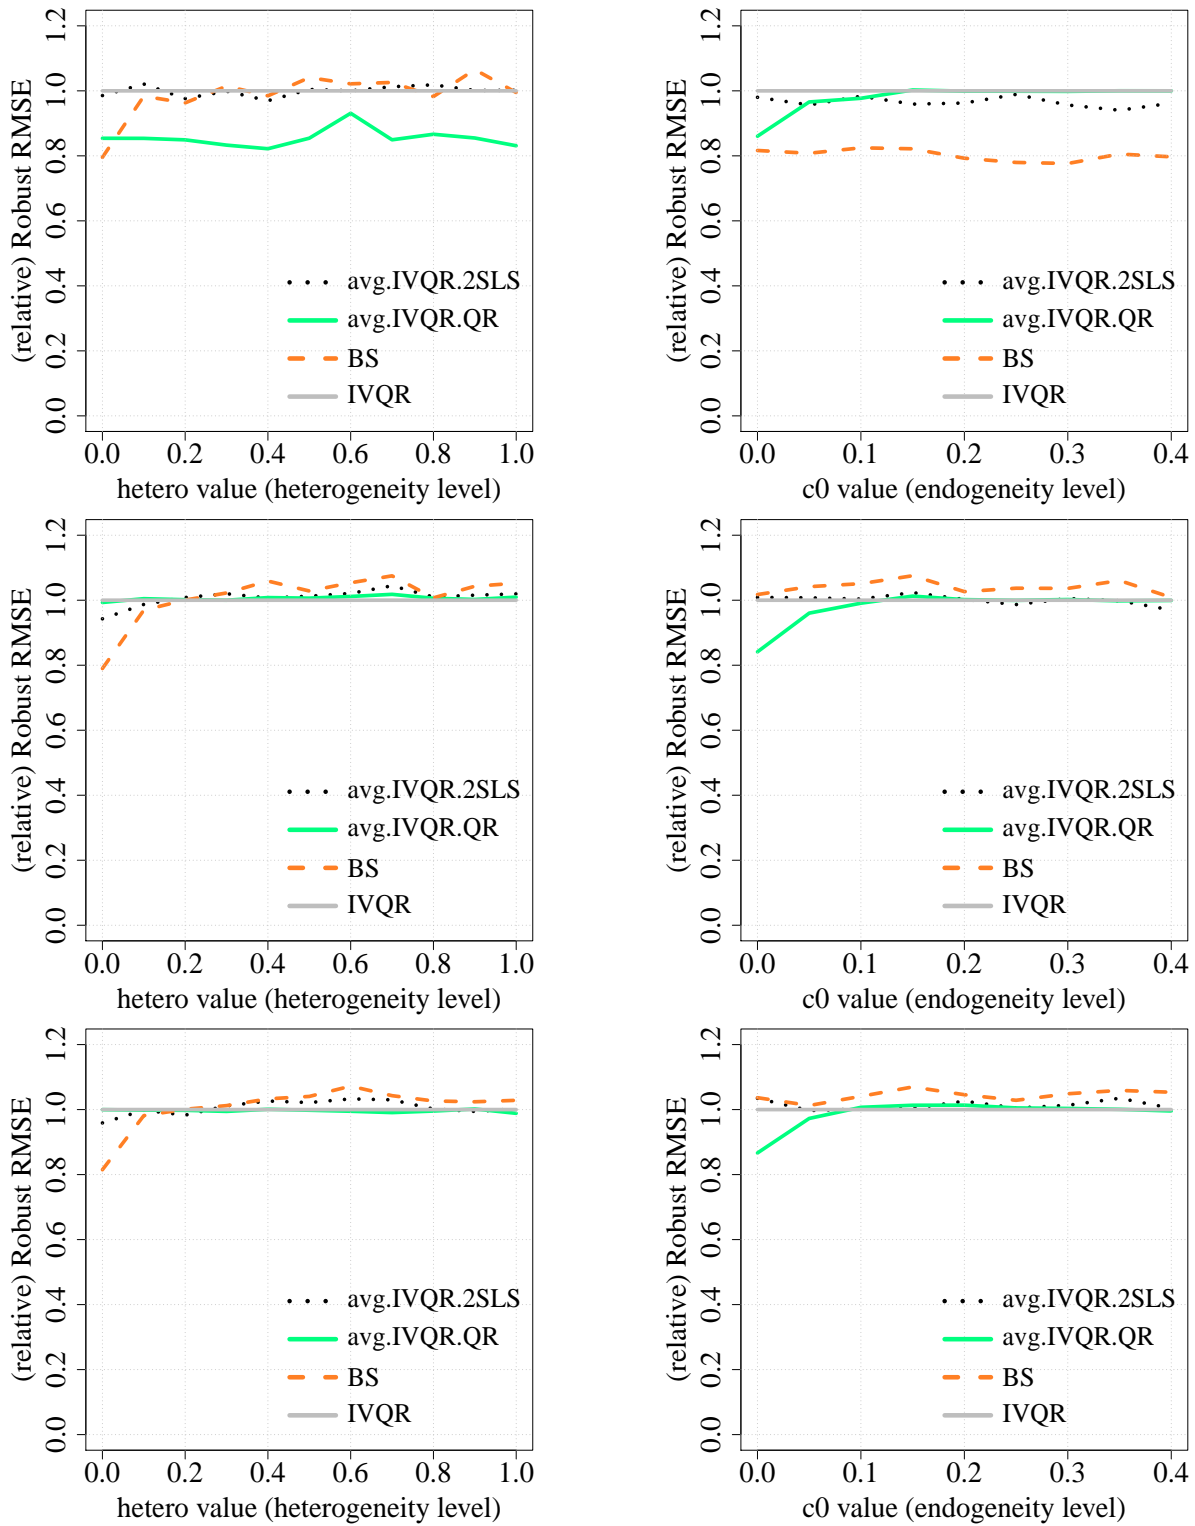 (relative) Robust RMSE
1.2
1.0
0.8
0.6
0.4
0.2
0.0
avg.IVQR.2SLS
avg.IVQR.QR
BS
IVQR
0.0 0.2 0.4 0.6 0.8 1.0
hetero value (heterogeneity level)
(relative) Robust RMSE
1.2
1.0
0.8
0.6
0.4
0.2
0.0
avg.IVQR.2SLS
avg.IVQR.QR
BS
IVQR
0.0 0.1 0.2 0.3 0.4
c0 value (endogeneity level)
(relative) Robust RMSE
1.2
1.0
0.8
0.6
0.4
0.2
0.0
avg.IVQR.2SLS
avg.IVQR.QR
BS
IVQR
0.0 0.2 0.4 0.6 0.8 1.0
hetero value (heterogeneity level)
(relative) Robust RMSE
1.2
1.0
0.8
0.6
0.4
0.2
0.0
avg.IVQR.2SLS
avg.IVQR.QR
BS
IVQR
0.0 0.1 0.2 0.3 0.4
c0 value (endogeneity level)
(relative) Robust RMSE
1.2
1.0
0.8
0.6
0.4
0.2
0.0
avg.IVQR.2SLS
avg.IVQR.QR
BS
IVQR
0.0 0.2 0.4 0.6 0.8 1.0
hetero value (heterogeneity level)
(relative) Robust RMSE
1.2
1.0
0.8
0.6
0.4
0.2
0.0
avg.IVQR.2SLS
avg.IVQR.QR
BS
IVQR
0.0 0.1 0.2 0.3 0.4
c0 value (endogeneity level)